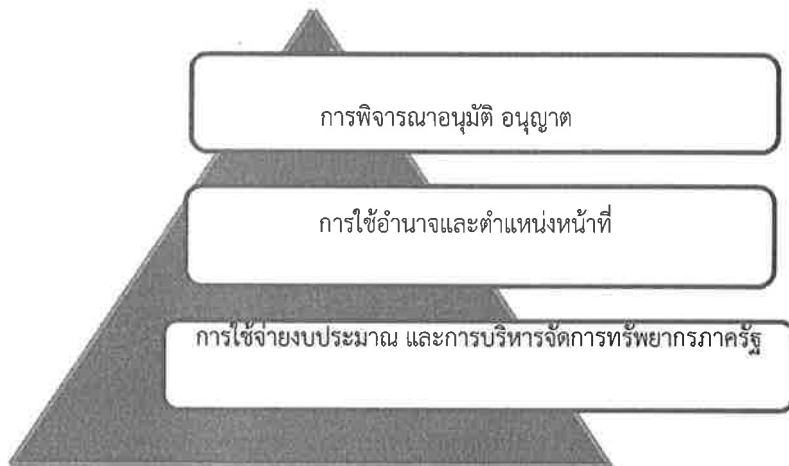 การพิจารณาอนุมัติ อนุญาต
การใช้อำนาจและตำแหน่งหน้าที่
การใช้จ่ายงบประมาณ และการบริหารจัดการทรัพยากรภาครัฐ